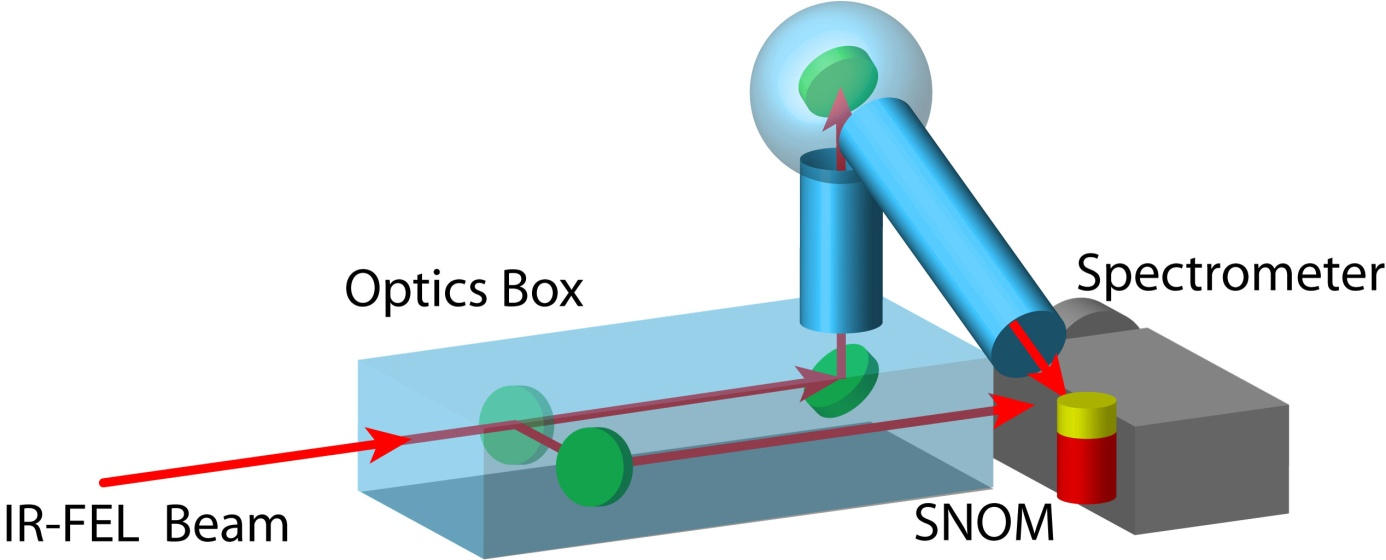 Optics Box
Spectrometer
IR-FEL Beam
SNOM